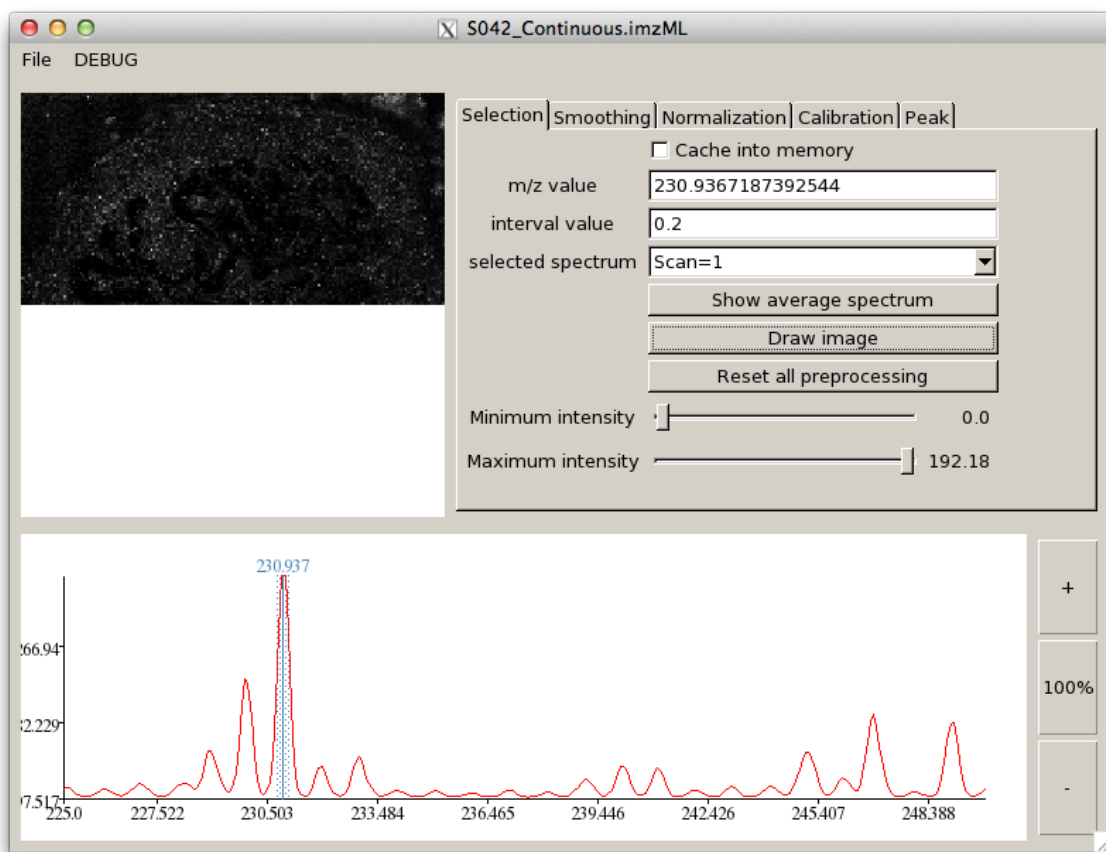 S042_Continuous.imzML
File DEBUG
Selection Smoothing Normalization Calibration Peak
Cache into memory
m/z value 230.9367187392544
interval value 0.2
selected spectrum Scan=1
Show average spectrum
Draw image
Reset all preprocessing
Minimum intensity 0.0
Maximum intensity 192.18
230.937
+
100%
-
225.0 227.522 230.503 233.484 236.465 239.446 242.426 245.407 248.388